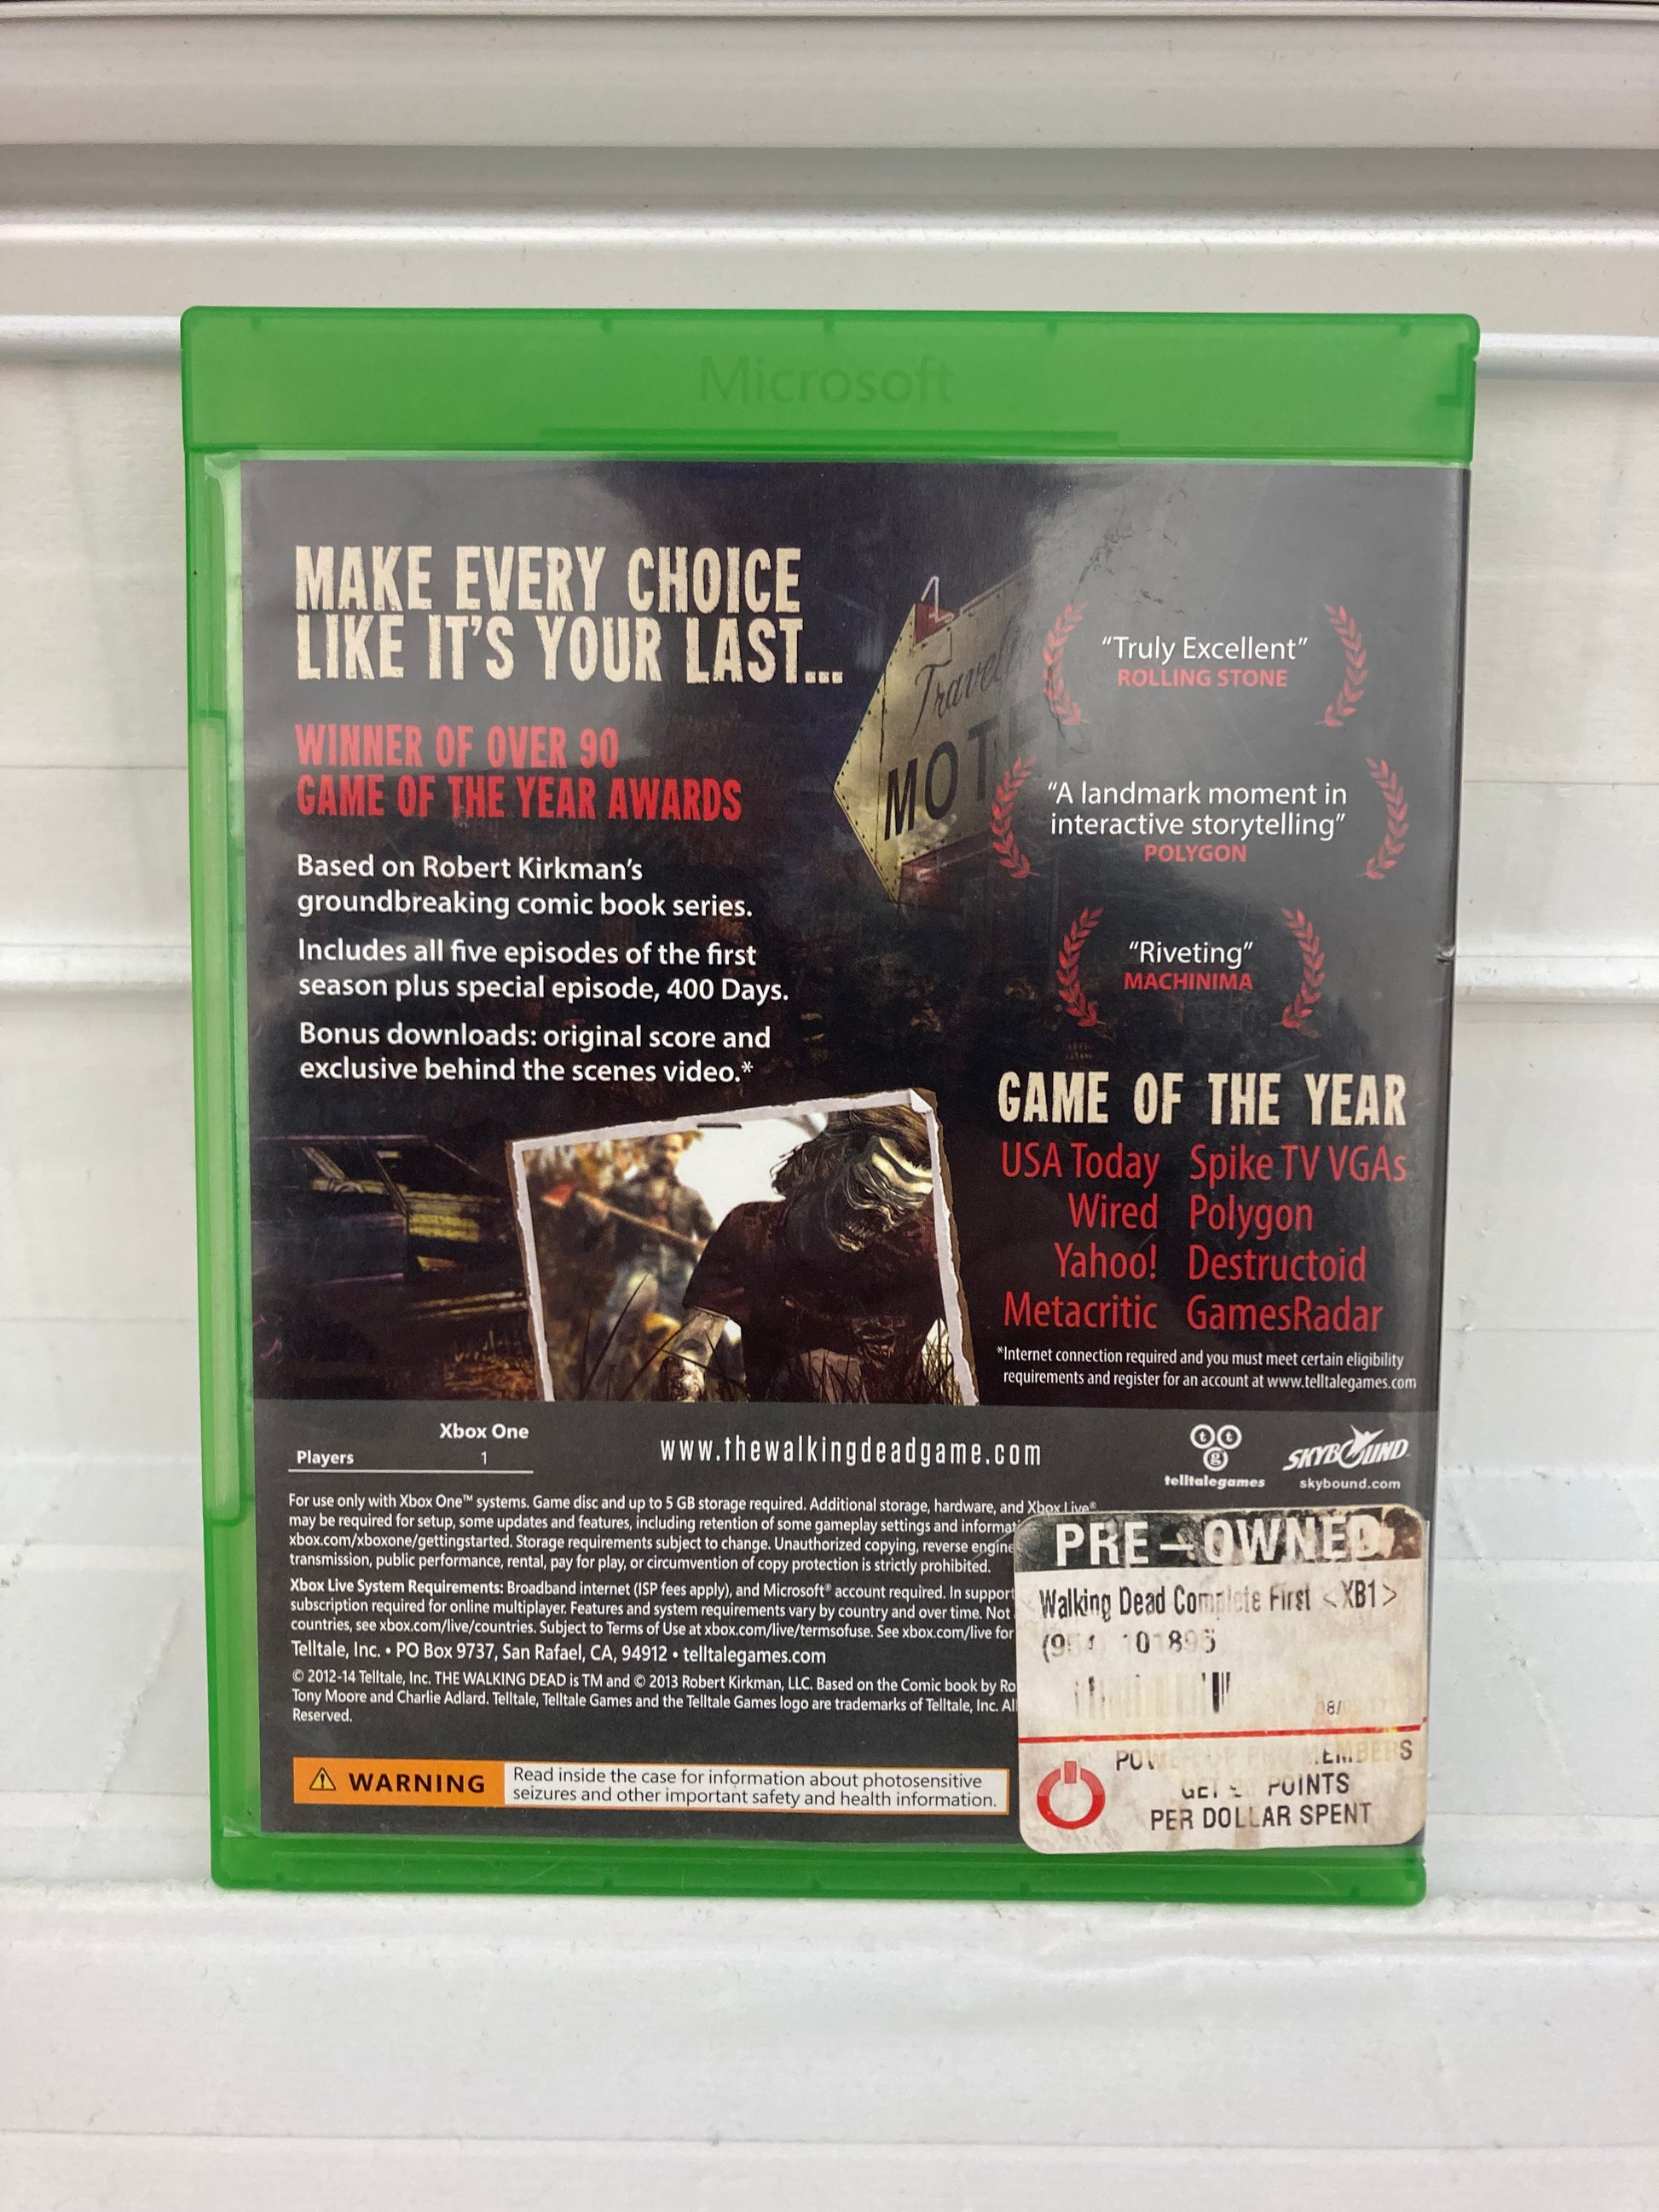 Microsoft
MAKE EVERY CHOICE
LIKE IT'S YOUR LAST...
WINNER OF OVER 90
GAME OF THE YEAR AWARDS
Based on Robert Kirkman's
groundbreaking comic book series.
Includes all five episodes of the first
season plus special episode, 400 Days.
Bonus downloads: original score and
exclusive behind the scenes video.*
MOTEL
"Truly Excellent"
ROLLING STONE
"A landmark moment in
interactive storytelling"
POLYGON
"Riveting"
MACHINIMA
GAME OF THE YEAR
USA Today Spike TV VGAs
Wired Polygon
Yahoo! Destructoid
Metacritic GamesRadar
*Internet connection required and you must meet certain eligibility
requirements and register for an account at www.telltalegames.com
Xbox One
Players 1
www.thewalkingdeadgame.com
ttg
telltalegames
SKYBOUND
skybound.com
For use only with Xbox One™ systems. Game disc and up to 5 GB storage required. Additional storage, hardware, and Xbox Live®
may be required for setup, some updates and features, including retention of some gameplay settings and
xbox.com/xboxone/gettingstarted. Storage requirements subject to change. Unauthorized copying, reverse
transmission, public performance, rental, pay for play, or circumvention of copy protection is strictly prohibited.
Xbox Live System Requirements: Broadband internet (ISP fees apply), and Microsoft® account required. In
subscription required for online multiplayer. Features and system requirements vary by country and over time. Not
countries, see xbox.com/live/countries. Subject to Terms of Use at xbox.com/live/termsofuse. See xbox.com/live for
Telltale, Inc. • PO Box 9737, San Rafael, CA, 94912 • telltalegames.com
© 2012-14 Telltale, Inc. THE WALKING DEAD is TM and © 2013 Robert Kirkman, LLC. Based on the Comic book by
Tony Moore and Charlie Adlard. Telltale, Telltale Games and the Telltale Games logo are trademarks of Telltale, Inc.
Reserved.
WARNING
Read inside the case for information about photosensitive
seizures and other important safety and health information.
PRE-OWNED
Walking Dead Complete First <XB1>
MEMBERS
GET POINTS
PER DOLLAR SPENT